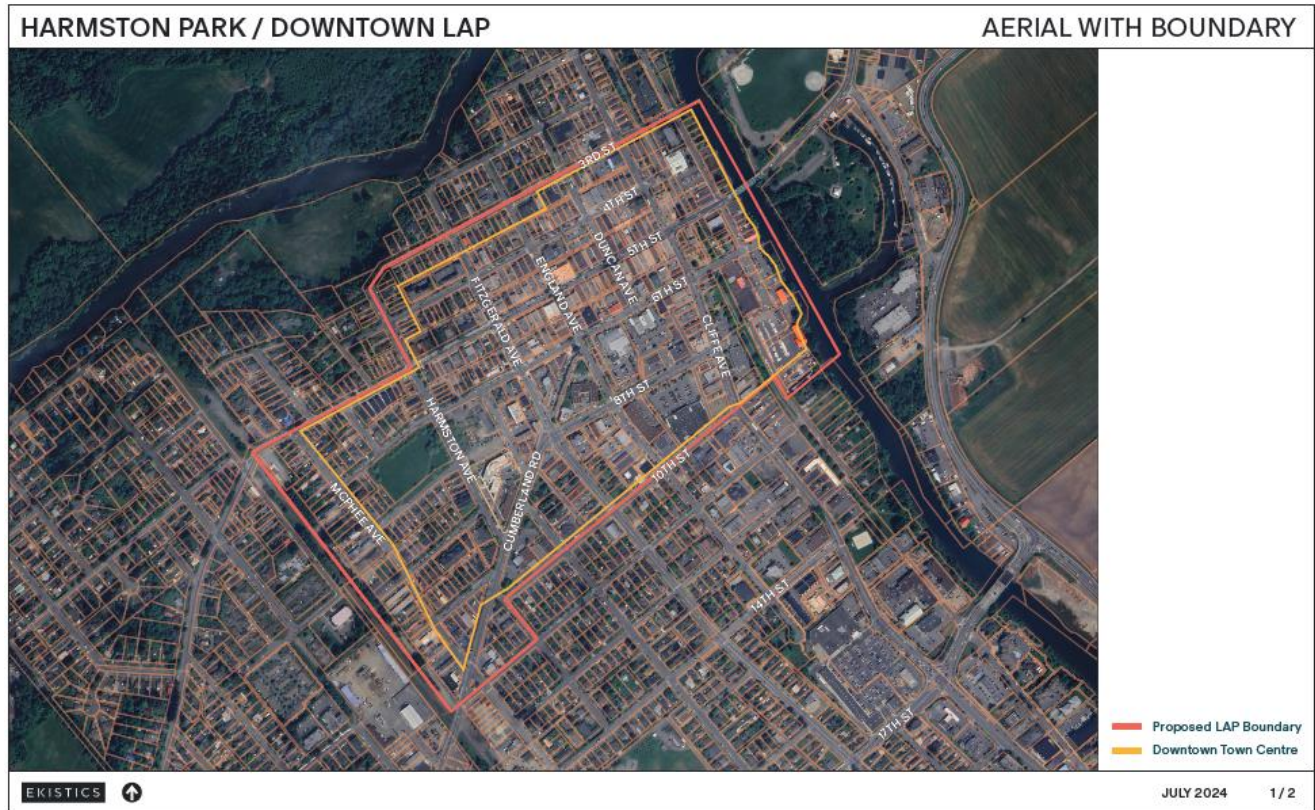 HARMSTON PARK / DOWNTOWN LAP
AERIAL WITH BOUNDARY
3RD ST
4TH ST
5TH ST
DUNCAN AVE
ENGLAND AVE
6TH ST
FITZGERALD AVE
CLIFFE AVE
8TH ST
HARMSTON AVE
10TH ST
CUMBERLAND RD
MCPHEE AVE
14TH ST
17TH ST
Proposed LAP Boundary
Downtown Town Centre
EKISTICS
JULY 2024
1 / 2